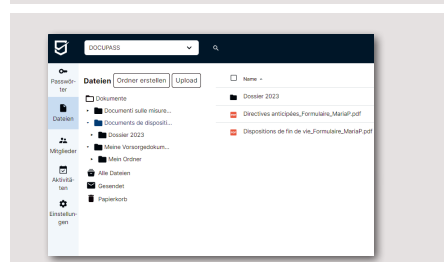 DOCUPASS
Passwör-
ter
Dateien
Mitglieder
Aktivitä-
ten
Einstellun-
gen
Dateien Ordner erstellen Upload
Dokumente
Documenti sulle misure...
Documents de dispositi...
Dossier 2023
Meine Vorsorgedokum...
Mein Ordner
Alle Dateien
Gesendet
Papierkorb
Name
Dossier 2023
Directives anticipées_Formulaire_MariaP.pdf
Dispositions de fin de vie_Formulaire_MariaP.pdf